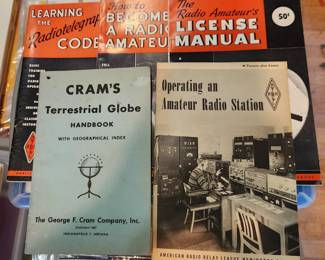 LEARNING
THE
Radiotelegraph
CODE
How to
BECOME
A RADIO
AMATEUR
The
Radio Amateur's
LICENSE
MANUAL
50¢
CRAM'S
Terrestrial Globe
HANDBOOK
WITH GEOGRAPHICAL INDEX
The George F. Cram Company, Inc.
INDIANAPOLIS 7, INDIANA
Operating an
Amateur Radio Station
AMERICAN RADIO RELAY LEAGUE